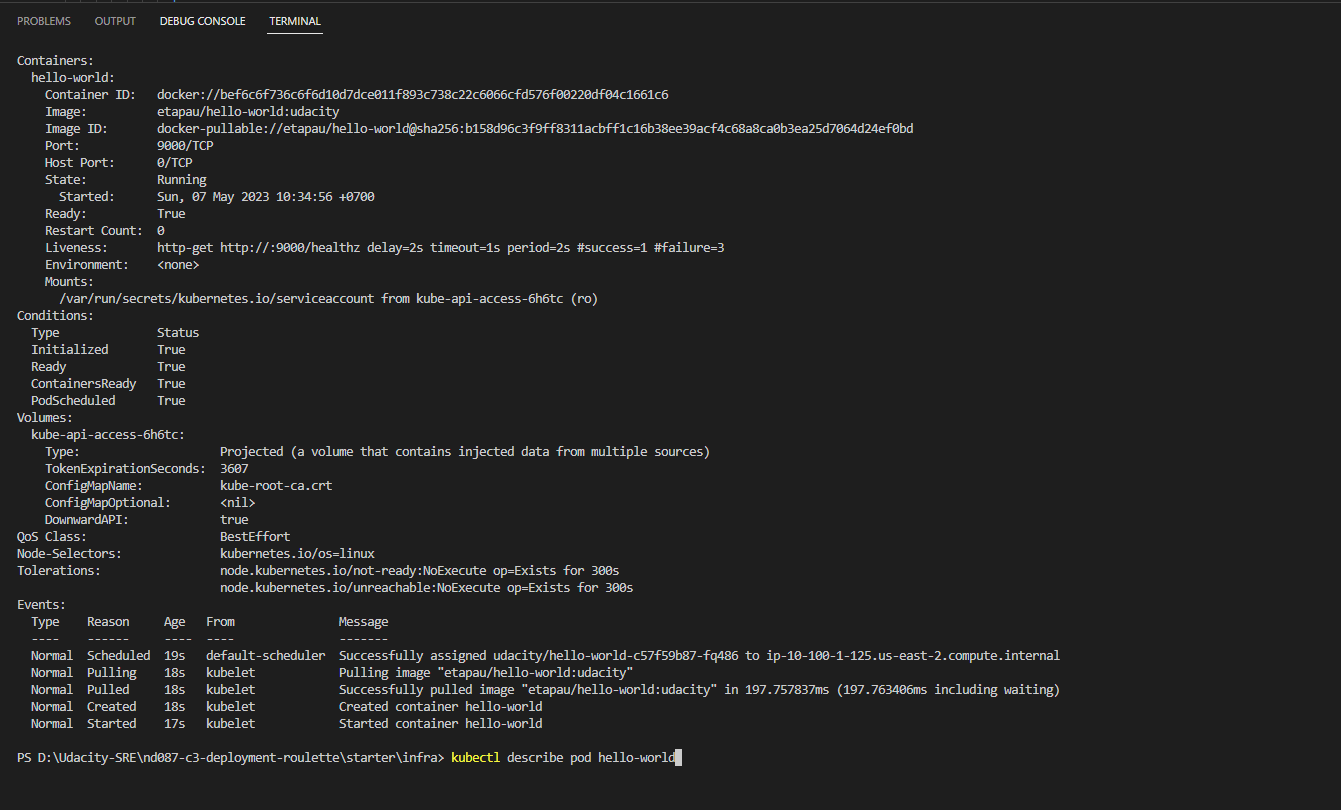 PROBLEMS OUTPUT DEBUG CONSOLE TERMINAL
Containers:
  hello-world:
    Container ID:   docker://bef6c6f736c6f6d10d7dce011f893c738c22c6066cfd576f00220df04c1661c6
    Image:          etapau/hello-world:udacity
    Image ID:       docker-pullable://etapau/hello-world@sha256:b158d96c3f9ff8311acbff1c16b38ee39acf4c68a8ca0b3ea25d7064d24ef0bd
    Port:           9000/TCP
    Host Port:      0/TCP
    State:          Running
      Started:      Sun, 07 May 2023 10:34:56 +0700
    Ready:          True
    Restart Count:  0
    Liveness:       http-get http://:9000/healthz delay=2s timeout=1s period=2s #success=1 #failure=3
    Environment:    <none>
    Mounts:
      /var/run/secrets/kubernetes.io/serviceaccount from kube-api-access-6h6tc (ro)
Conditions:
  Type              Status
  Initialized       True
  Ready             True
  ContainersReady   True
  PodScheduled      True
Volumes:
  kube-api-access-6h6tc:
    Type:                    Projected (a volume that contains injected data from multiple sources)
    TokenExpirationSeconds:  3607
    ConfigMapName:           kube-root-ca.crt
    ConfigMapOptional:       <nil>
    DownwardAPI:             true
QoS Class:                   BestEffort
Node-Selectors:              kubernetes.io/os=linux
Tolerations:                 node.kubernetes.io/not-ready:NoExecute op=Exists for 300s
                             node.kubernetes.io/unreachable:NoExecute op=Exists for 300s
Events:
  Type    Reason     Age   From               Message
  ----    ------     ----  ----               -------
  Normal  Scheduled  19s   default-scheduler  Successfully assigned udacity/hello-world-c57f59b87-fq486 to ip-10-100-1-125.us-east-2.compute.internal
  Normal  Pulling    18s   kubelet            Pulling image "etapau/hello-world:udacity"
  Normal  Pulled     18s   kubelet            Successfully pulled image "etapau/hello-world:udacity" in 197.757837ms (197.763406ms including waiting)
  Normal  Created    18s   kubelet            Created container hello-world
  Normal  Started    17s   kubelet            Started container hello-world
PS D:\Udacity-SRE\nd087-c3-deployment-roulette\starter\infra> kubectl describe pod hello-world